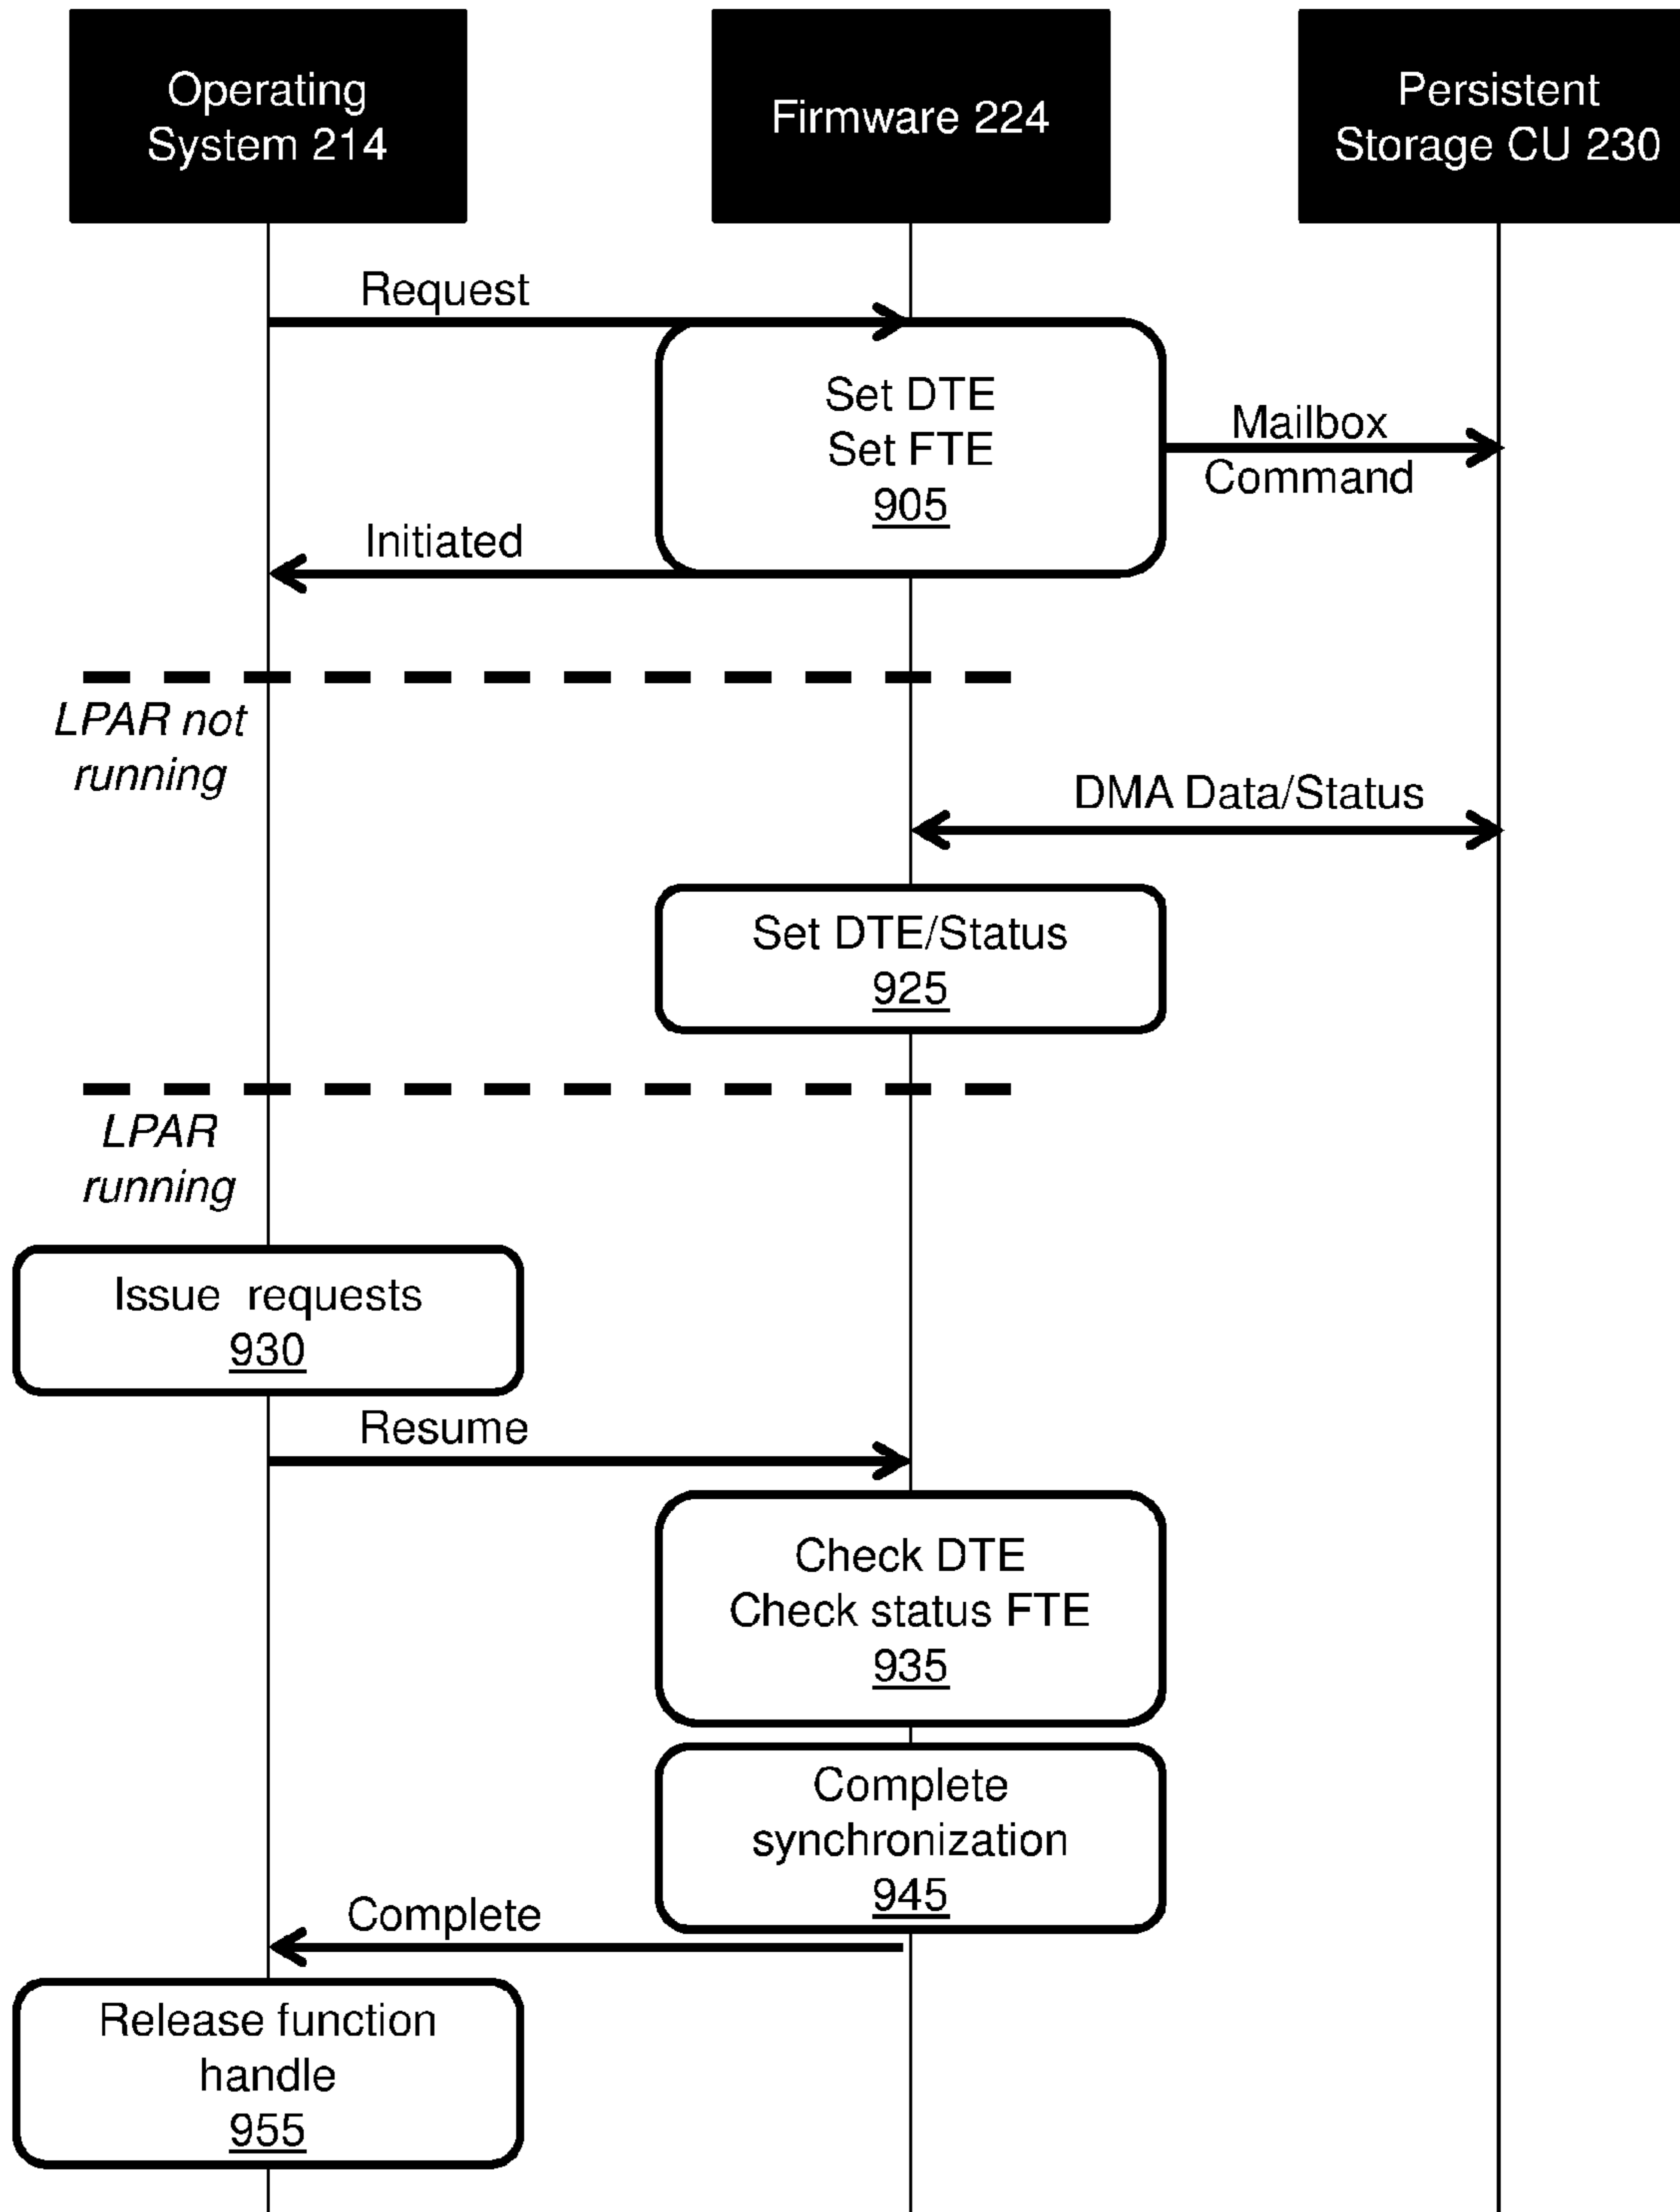 Operating
System 214
Firmware 224
Persistent
Storage CU 230
Request
Set DTE
Set FTE
905
Mailbox
Command
Initiated
LPAR not
running
DMA Data/Status
Set DTE/Status
925
LPAR
running
Issue requests
930
Resume
Check DTE
Check status FTE
935
Complete
synchronization
945
Complete
Release function
handle
955